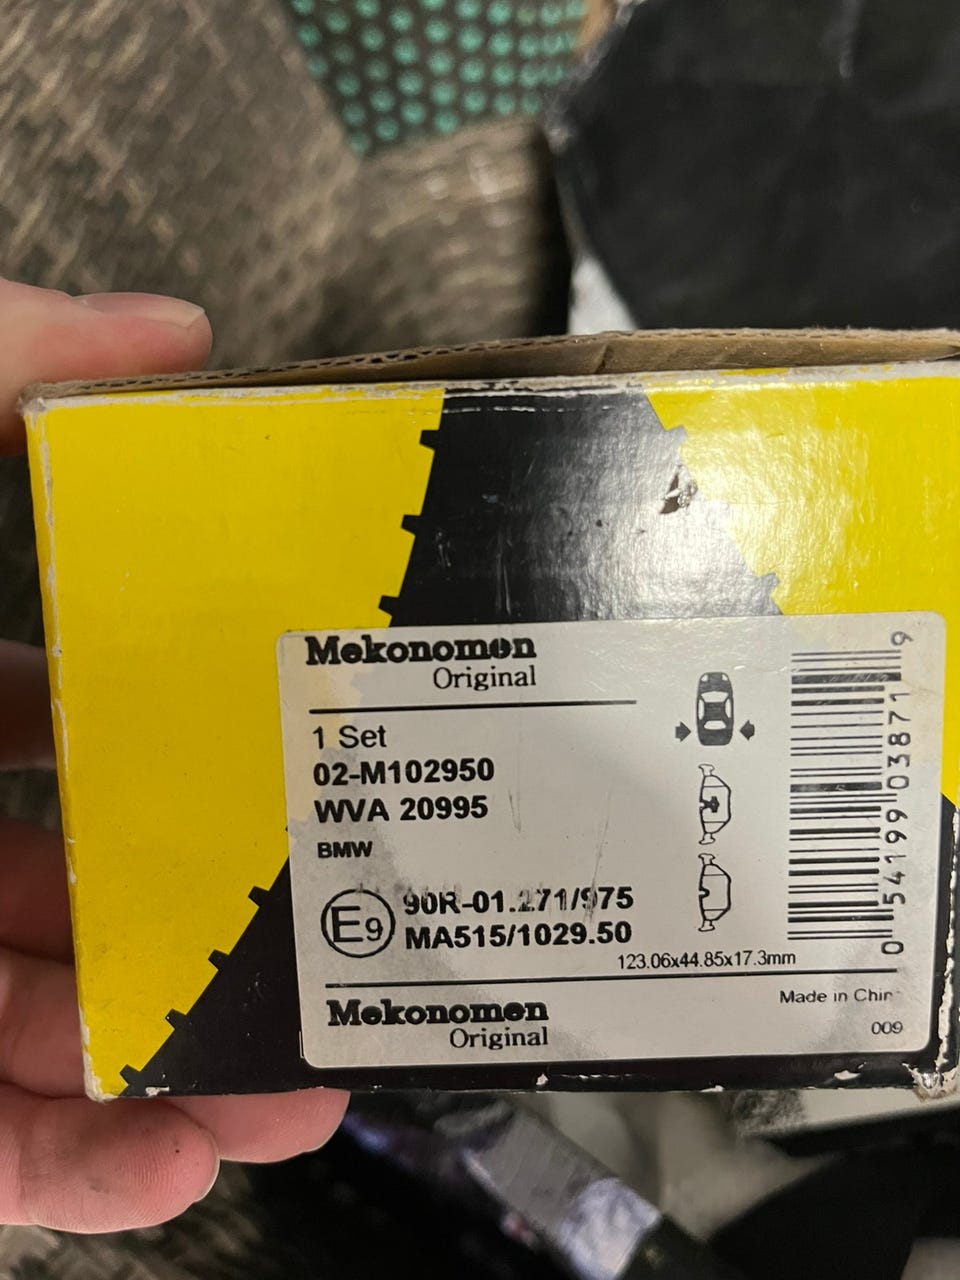 Mekonomen
Original
1 Set
02-M102950
WVA 20995
BMW
E9
90R-01.271/975
MA515/1029.50
123.06x44.85x17.3mm
0 54199 03871 9
Mekonomen
Original
Made in
009